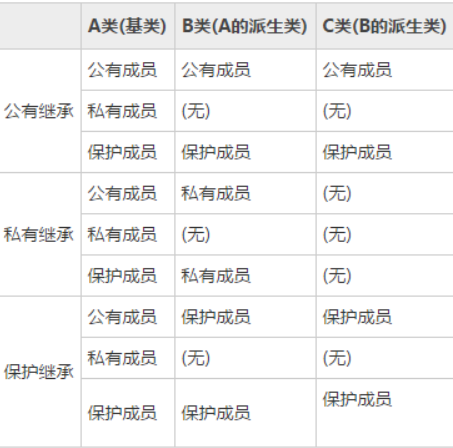 A类(基类) B类(A的派生类) C类(B的派生类)
公有成员 公有成员 公有成员
公有继承 私有成员 (无) (无)
保护成员 保护成员 保护成员
公有成员 私有成员 (无)
私有继承 私有成员 (无) (无)
保护成员 私有成员 (无)
公有成员 保护成员 保护成员
保护继承 私有成员 (无) (无)
保护成员 保护成员 保护成员